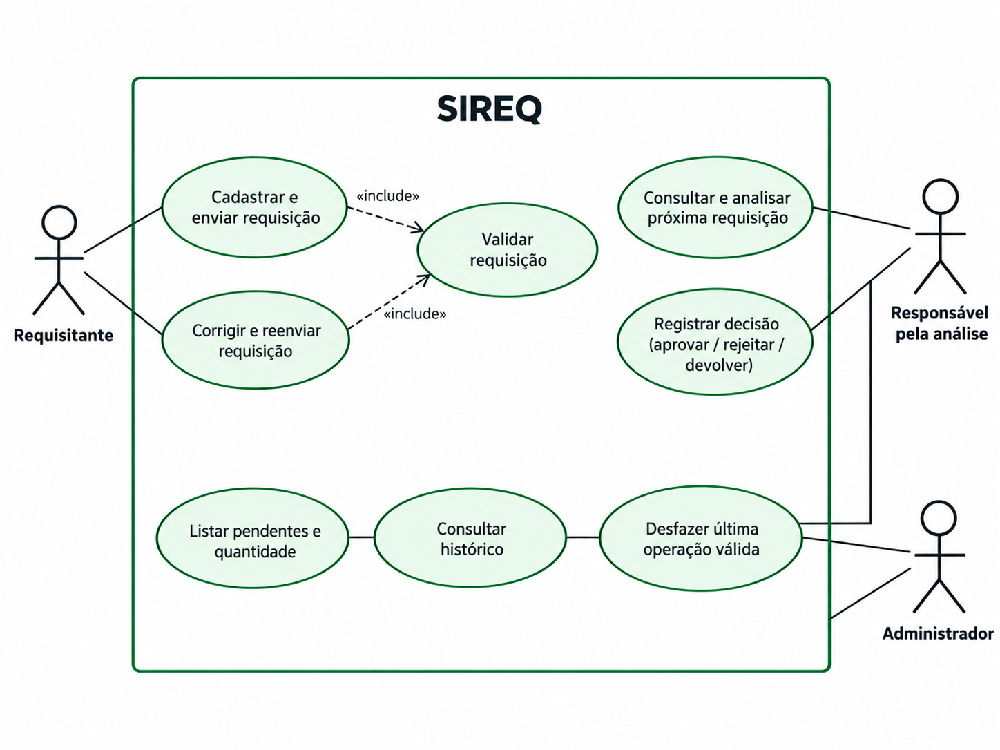 SIREQ
Cadastrar e
enviar requisição
«include»
Validar
requisição
Consultar e analisar
próxima requisição
Requisitante
Corrigir e reenviar
requisição
«include»
Registrar decisão
(aprovar / rejeitar /
devolver)
Responsável
pela análise
Listar pendentes e
quantidade
Consultar
histórico
Desfazer última
operação válida
Administrador